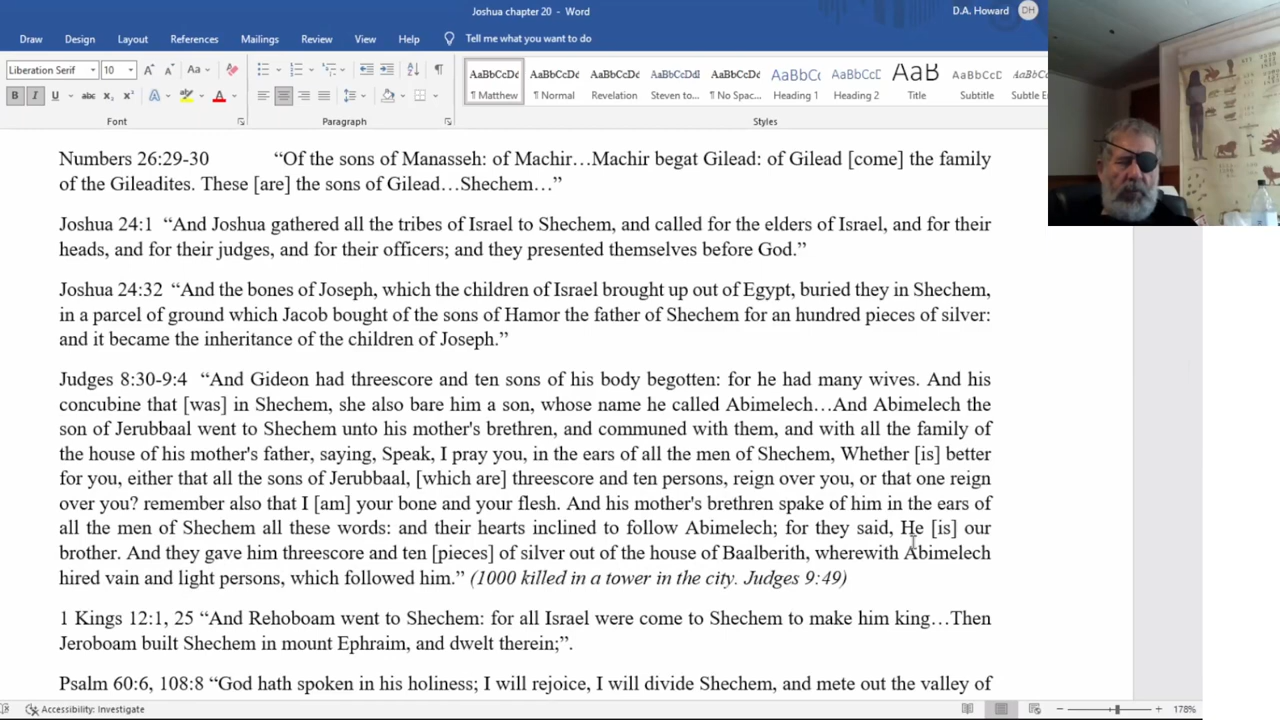 Joshua chapter 20 - Word
D.A. Howard
DH
Draw Design Layout References Mailings Review View Help Tell me what you want to do
Liberation Serif 10 Aa
AaBbCcDc AaBbCcDc AaBbCcDc AaBbCcDc AaBbCcDc AaBbCc AaBbCcD AaB AaBbCcD AaBbCcD
¶ Matthew ¶ Normal Revelation Steven to... ¶ No Spac... Heading 1 Heading 2 Title Subtitle Subtle E
Font Paragraph Styles
Numbers 26:29-30 “Of the sons of Manasseh: of Machir…Machir begat Gilead: of Gilead [come] the family
of the Gileadites. These [are] the sons of Gilead…Shechem…”
Joshua 24:1 “And Joshua gathered all the tribes of Israel to Shechem, and called for the elders of Israel, and for their
heads, and for their judges, and for their officers; and they presented themselves before God.”
Joshua 24:32 “And the bones of Joseph, which the children of Israel brought up out of Egypt, buried they in Shechem,
in a parcel of ground which Jacob bought of the sons of Hamor the father of Shechem for an hundred pieces of silver:
and it became the inheritance of the children of Joseph.”
Judges 8:30-9:4 “And Gideon had threescore and ten sons of his body begotten: for he had many wives. And his
concubine that [was] in Shechem, she also bare him a son, whose name he called Abimelech…And Abimelech the
son of Jerubbaal went to Shechem unto his mother's brethren, and communed with them, and with all the family of
the house of his mother's father, saying, Speak, I pray you, in the ears of all the men of Shechem, Whether [is] better
for you, either that all the sons of Jerubbaal, [which are] threescore and ten persons, reign over you, or that one reign
over you? remember also that I [am] your bone and your flesh. And his mother's brethren spake of him in the ears of
all the men of Shechem all these words: and their hearts inclined to follow Abimelech; for they said, He [is] our
brother. And they gave him threescore and ten [pieces] of silver out of the house of Baalberith, wherewith Abimelech
hired vain and light persons, which followed him.” (1000 killed in a tower in the city. Judges 9:49)
1 Kings 12:1, 25 “And Rehoboam went to Shechem: for all Israel were come to Shechem to make him king…Then
Jeroboam built Shechem in mount Ephraim, and dwelt therein;”.
Psalm 60:6, 108:8 “God hath spoken in his holiness; I will rejoice, I will divide Shechem, and mete out the valley of
Accessibility: Investigate
178%